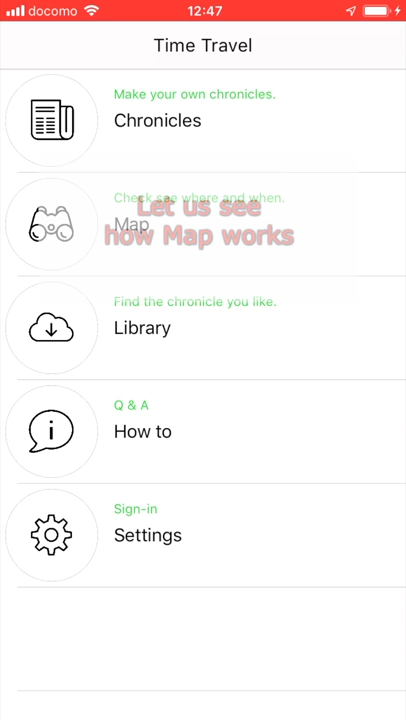 docomo 12:47
Time Travel
Make your own chronicles.
Chronicles
Check see where and when.
Map
Let us see
how Map works
Find the chronicle you like.
Library
Q & A
How to
Sign-in
Settings